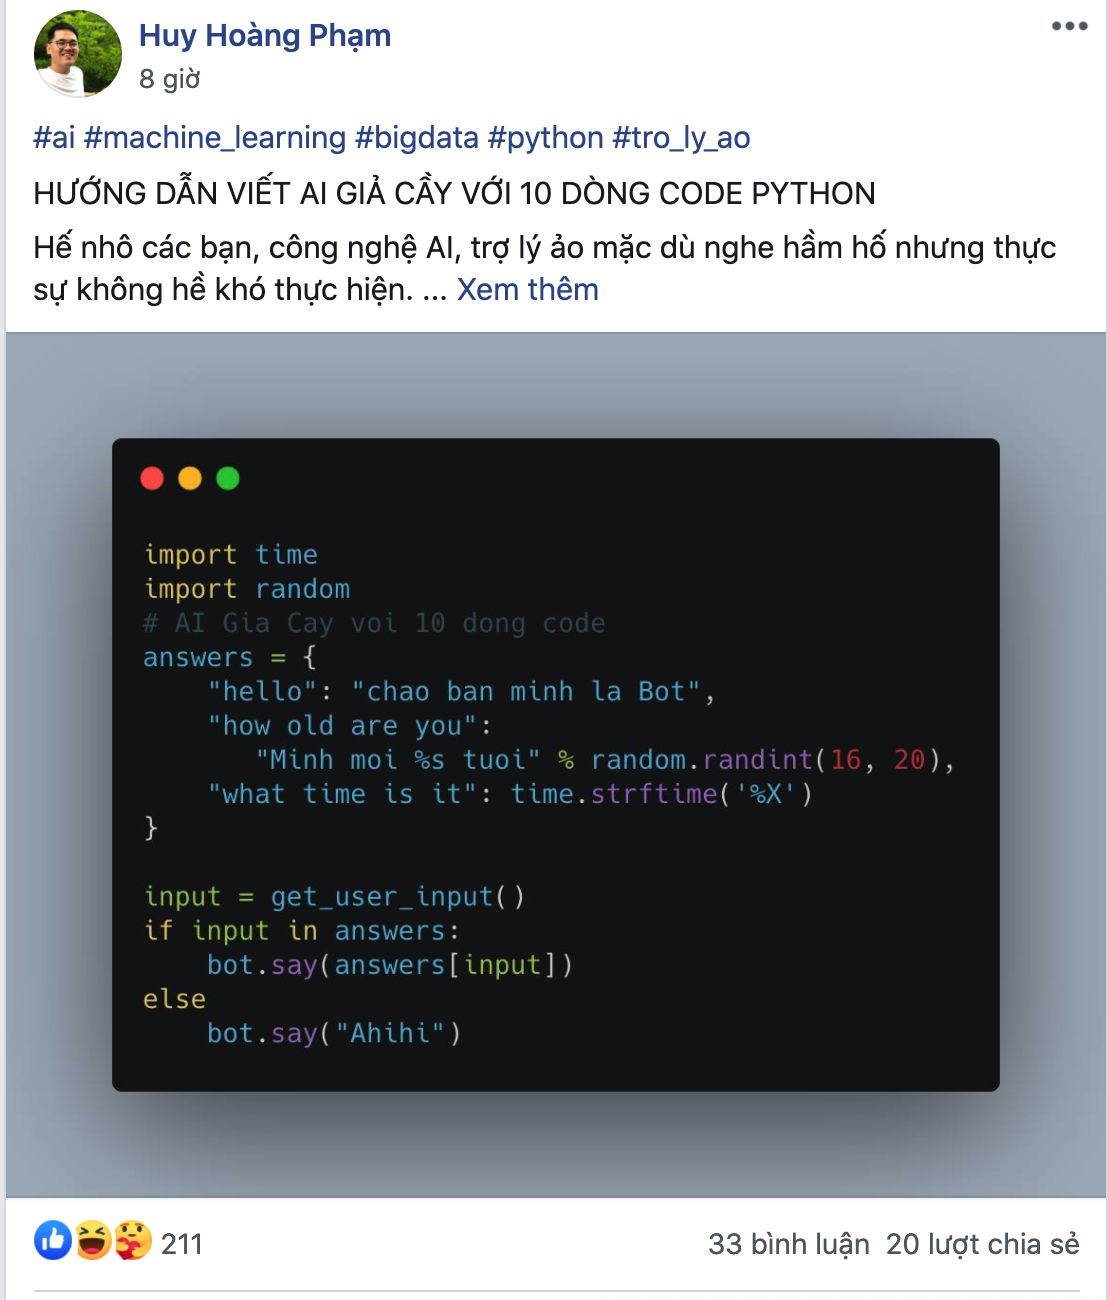 Huy Hoàng Phạm
8 giờ
#ai #machine_learning #bigdata #python #tro_ly_ao
HƯỚNG DẪN VIẾT AI GIẢ CẦY VỚI 10 DÒNG CODE PYTHON
Hế nhô các bạn, công nghệ AI, trợ lý ảo mặc dù nghe hầm hố nhưng thực
sự không hề khó thực hiện. ... Xem thêm
import time
import random
# AI Gia Cay voi 10 dong code
answers = {
    "hello": "chao ban minh la Bot",
    "how old are you":
       "Minh moi %s tuoi" % random.randint(16, 20),
    "what time is it": time.strftime('%X')
}
input = get_user_input()
if input in answers:
    bot.say(answers[input])
else
    bot.say("Ahihi")
211
33 bình luận 20 lượt chia sẻ